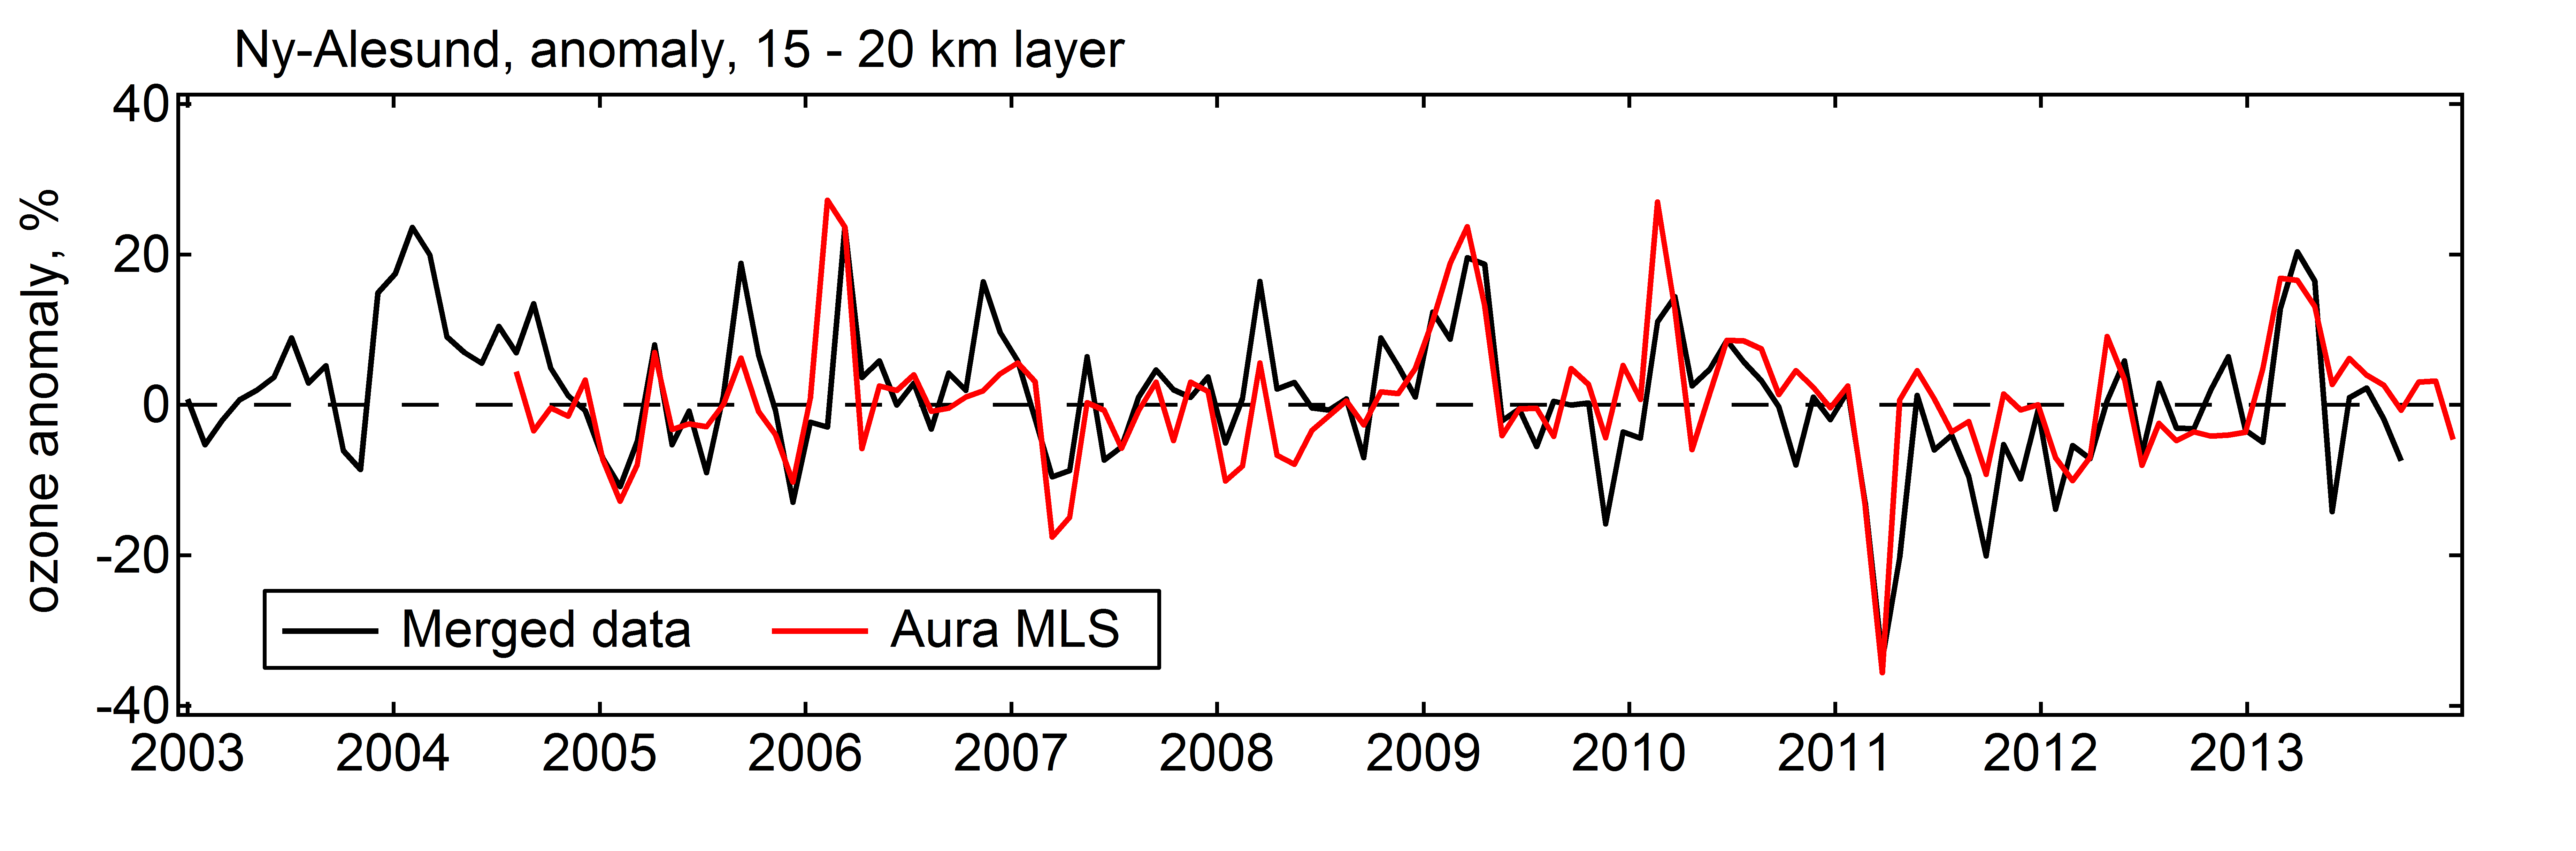 Ny-Alesund, anomaly, 15 - 20 km layer
ozone anomaly, %
40
20
0
-20
-40
Merged data
Aura MLS
2003 2004 2005 2006 2007 2008 2009 2010 2011 2012 2013